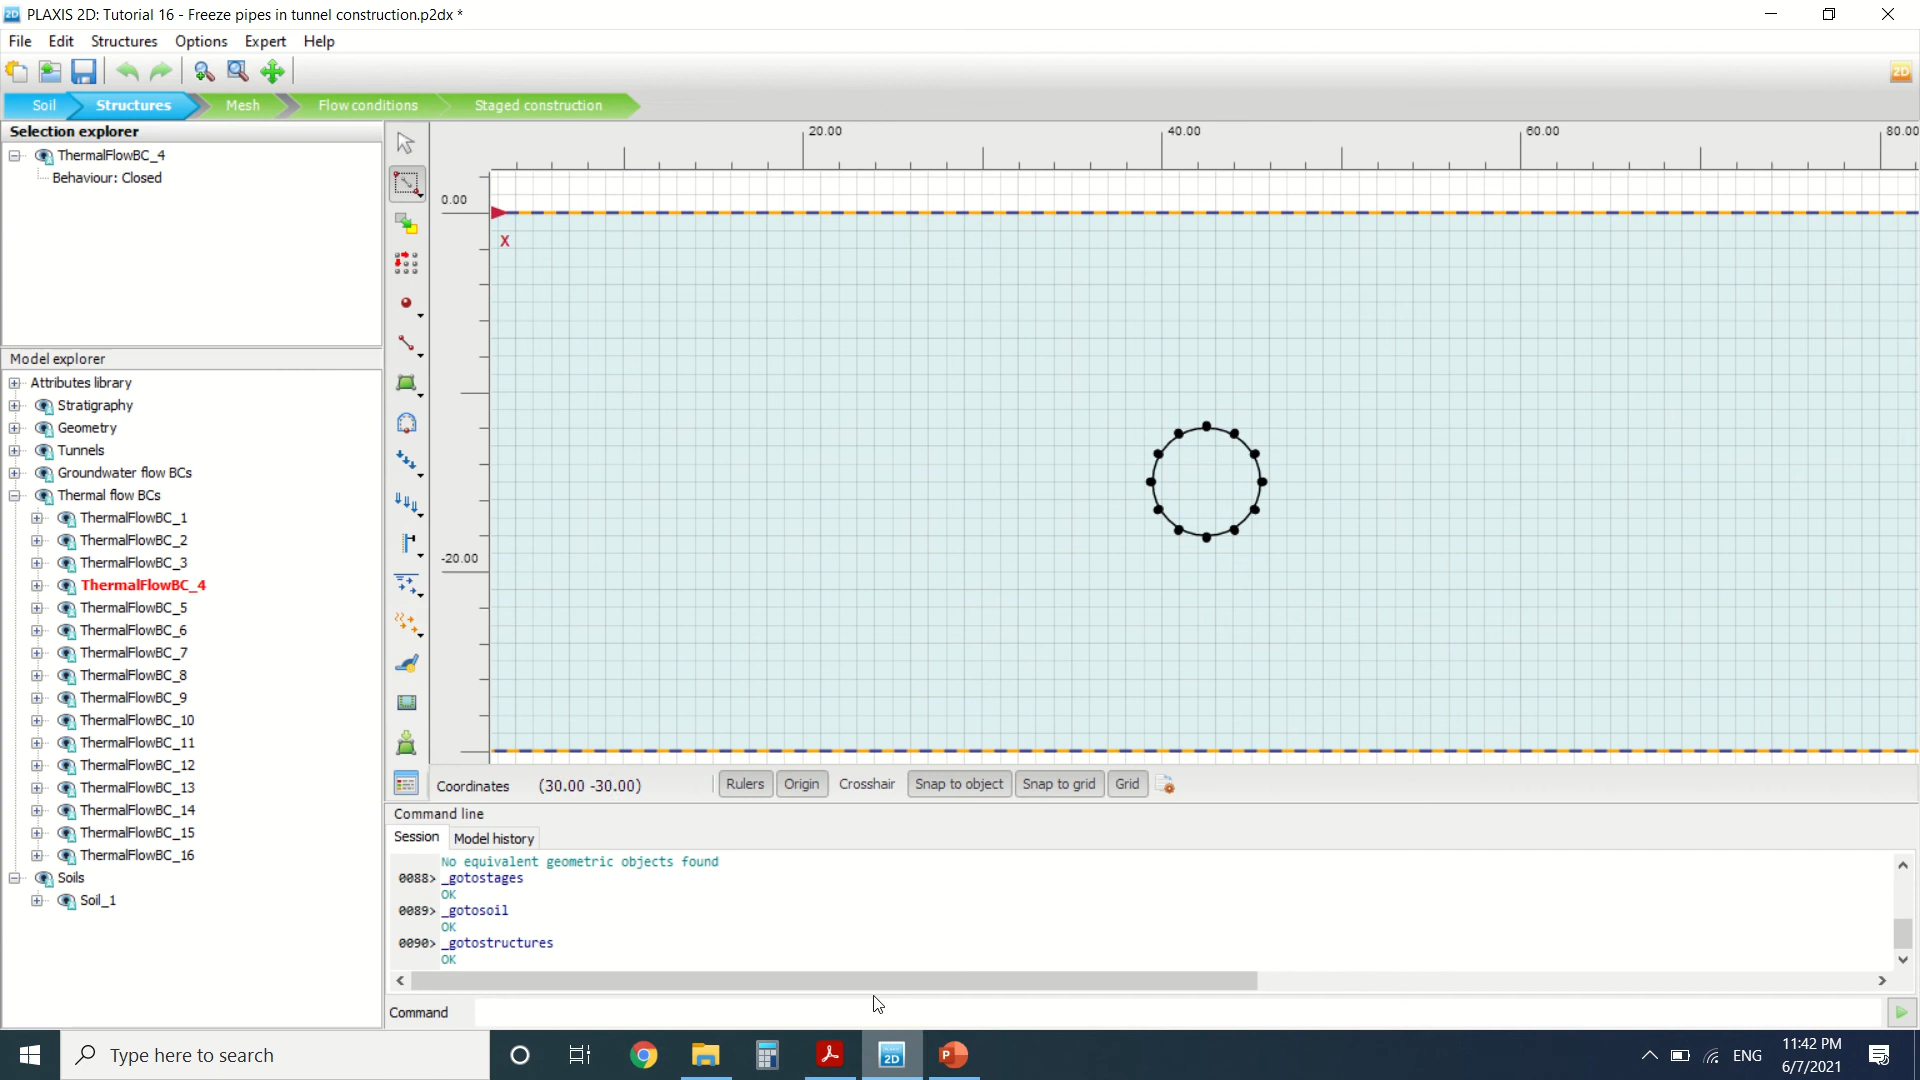 PLAXIS 2D: Tutorial 16 - Freeze pipes in tunnel construction.p2dx *
File Edit Structures Options Expert Help
2D
Soil Structures Mesh Flow conditions Staged construction
Selection explorer
ThermalFlowBC_4
Behaviour: Closed
Model explorer
Attributes library
Stratigraphy
Geometry
Tunnels
Groundwater flow BCs
Thermal flow BCs
ThermalFlowBC_1
ThermalFlowBC_2
ThermalFlowBC_3
ThermalFlowBC_4
ThermalFlowBC_5
ThermalFlowBC_6
ThermalFlowBC_7
ThermalFlowBC_8
ThermalFlowBC_9
ThermalFlowBC_10
ThermalFlowBC_11
ThermalFlowBC_12
ThermalFlowBC_13
ThermalFlowBC_14
ThermalFlowBC_15
ThermalFlowBC_16
Soils
Soil_1
20.00 40.00 60.00 80.00
0.00
X
-20.00
Coordinates (30.00 -30.00) Rulers Origin Crosshair Snap to object Snap to grid Grid
Command line
Session Model history
No equivalent geometric objects found
0088> _gotostages
OK
0089> _gotosoil
OK
0090> _gotostructures
OK
Command
Type here to search
2D
P
ENG
11:42 PM
6/7/2021